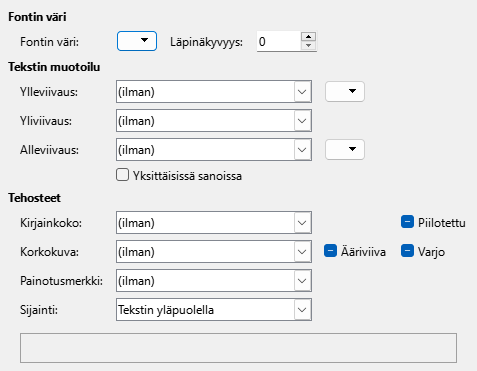 Fontin väri
Fontin väri: Läpinäkyvyys: 0
Tekstin muotoilu
Ylleviivaus: (ilman)
Yliviivaus: (ilman)
Alleviivaus: (ilman)
Yksittäisissä sanoissa
Tehosteet
Kirjainkoko: (ilman) Piilotettu
Korkokuva: (ilman) Ääriviiva Varjo
Painotusmerkki: (ilman)
Sijainti: Tekstin yläpuolella